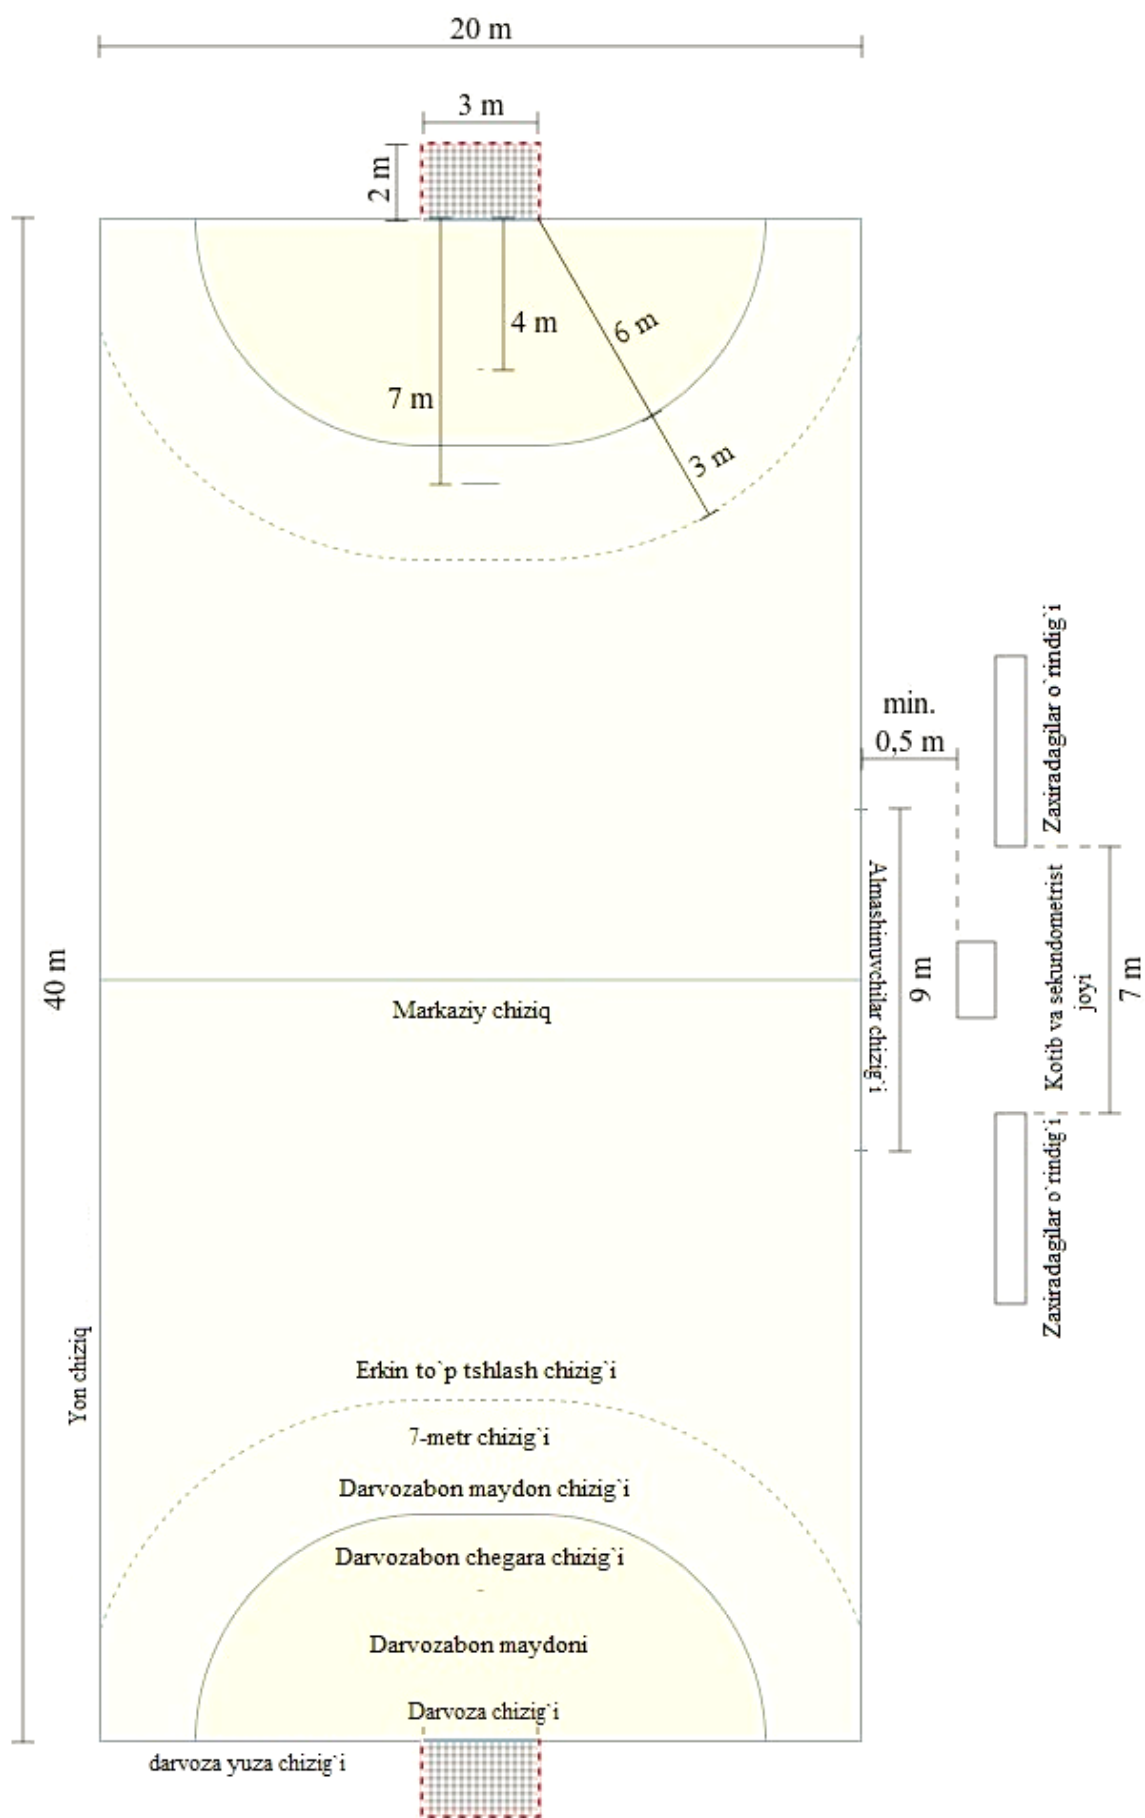 20 m
3 m
2 m
4 m
6 m
7 m
3 m
Zaxiradagilar o`rindig`i
min.
0,5 m
Almashinuvchilar chizig`i
9 m
Kotib va sekundometrist
joyi
7 m
40 m
Markaziy chiziq
Zaxiradagilar o`rindig`i
Yon chiziq
Erkin to`p tshlash chizig`i
7-metr chizig`i
Darvozabon maydon chizig`i
Darvozabon chegara chizig`i
Darvozabon maydoni
Darvoza chizig`i
darvoza yuza chizig`i